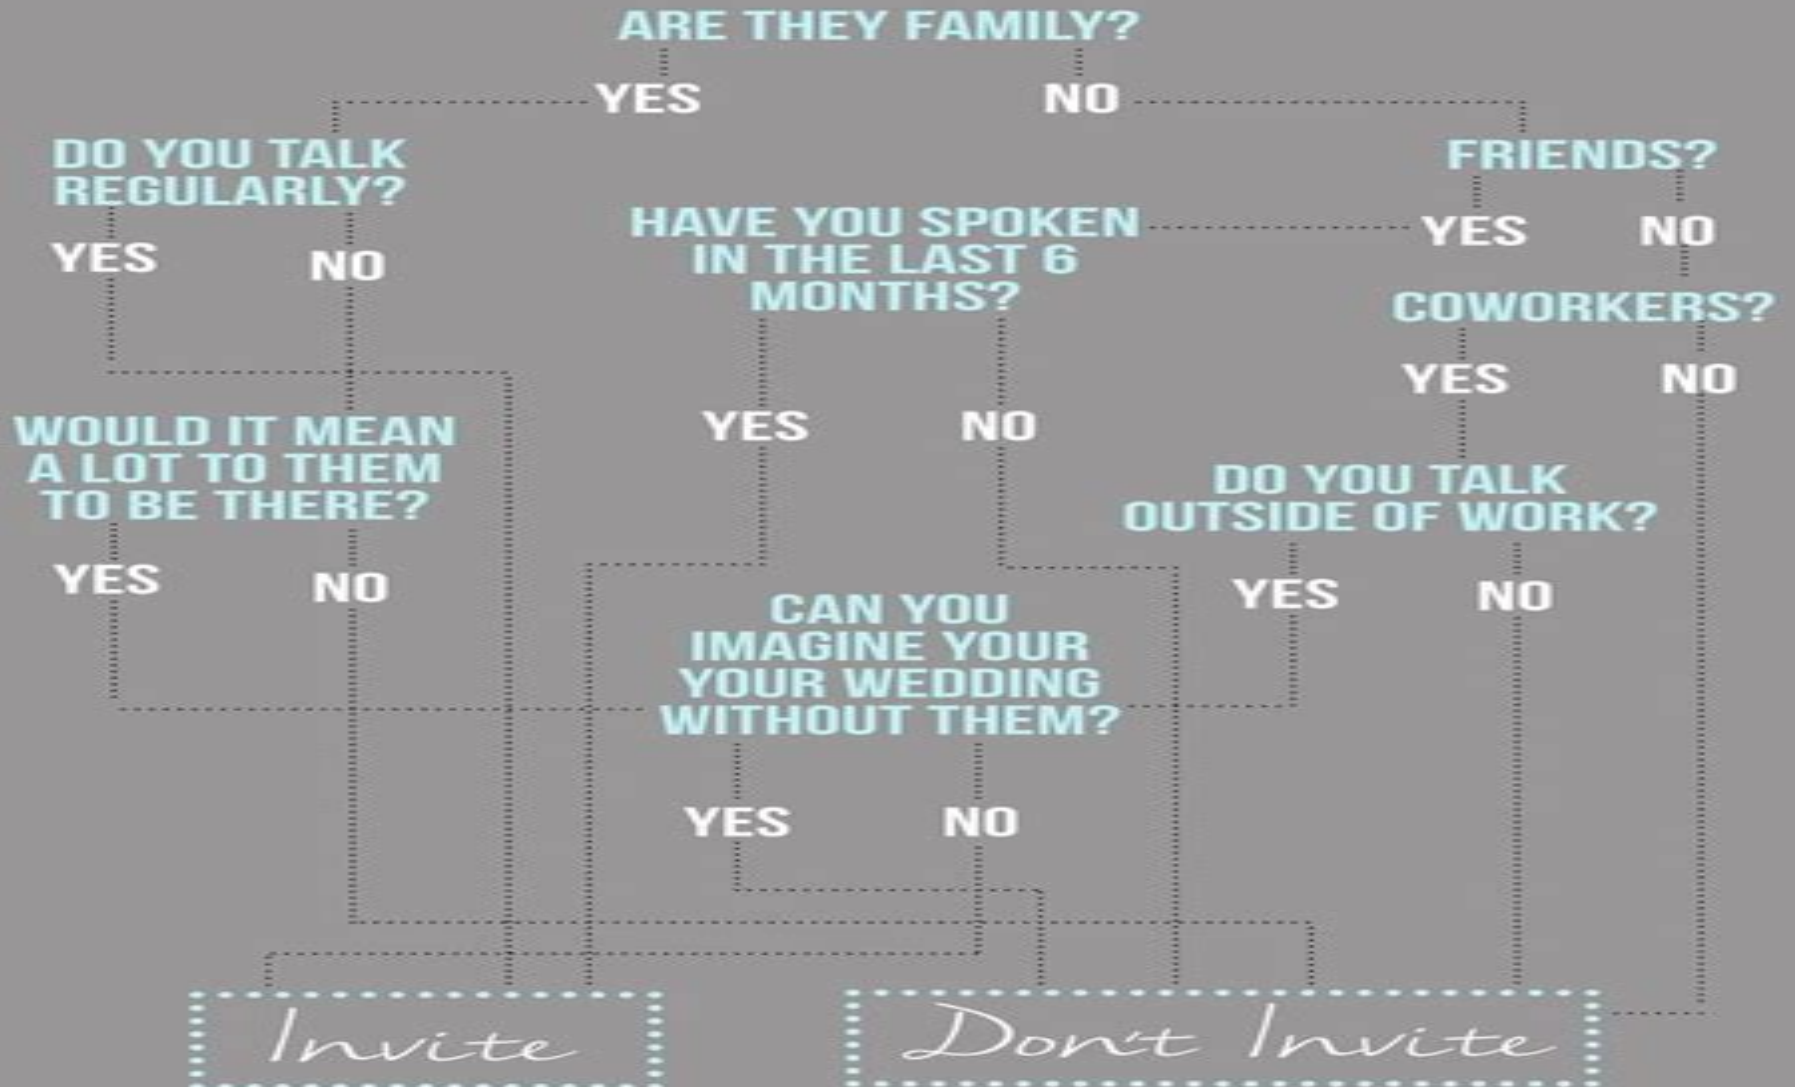 ARE THEY FAMILY?
YES
NO
DO YOU TALK
REGULARLY?
YES
NO
FRIENDS?
YES
NO
HAVE YOU SPOKEN
IN THE LAST 6
MONTHS?
YES
NO
COWORKERS?
YES
NO
WOULD IT MEAN
A LOT TO THEM
TO BE THERE?
YES
NO
DO YOU TALK
OUTSIDE OF WORK?
YES
NO
CAN YOU
IMAGINE YOUR
YOUR WEDDING
WITHOUT THEM?
YES
NO
Invite
Don't Invite